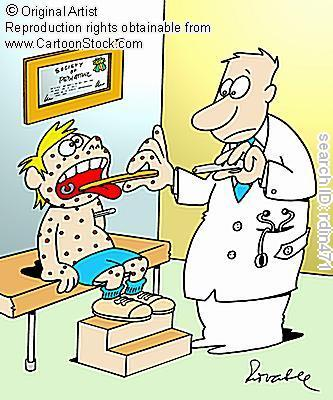 © Original Artist
Reproduction rights obtainable from
www.CartoonStock.com
SOCIETY
OF
PEDIATRIC
search ID: rdin471